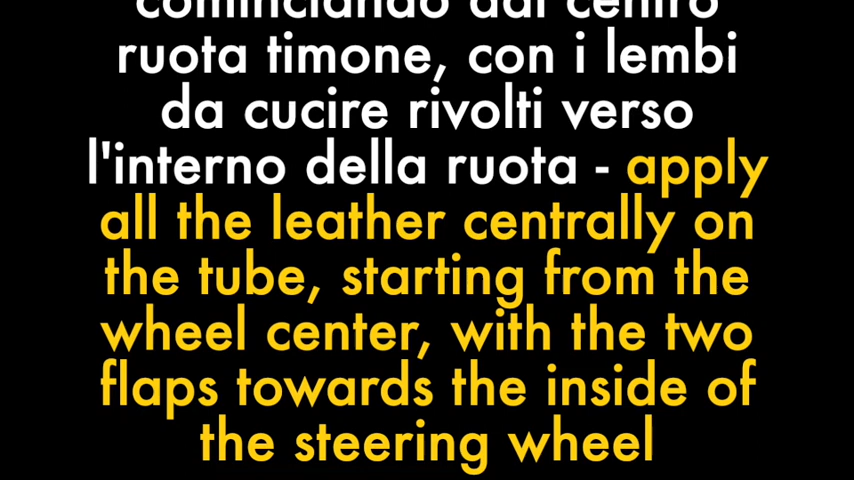 cominciando dal centro
ruota timone, con i lembi
da cucire rivolti verso
l'interno della ruota - apply
all the leather centrally on
the tube, starting from the
wheel center, with the two
flaps towards the inside of
the steering wheel